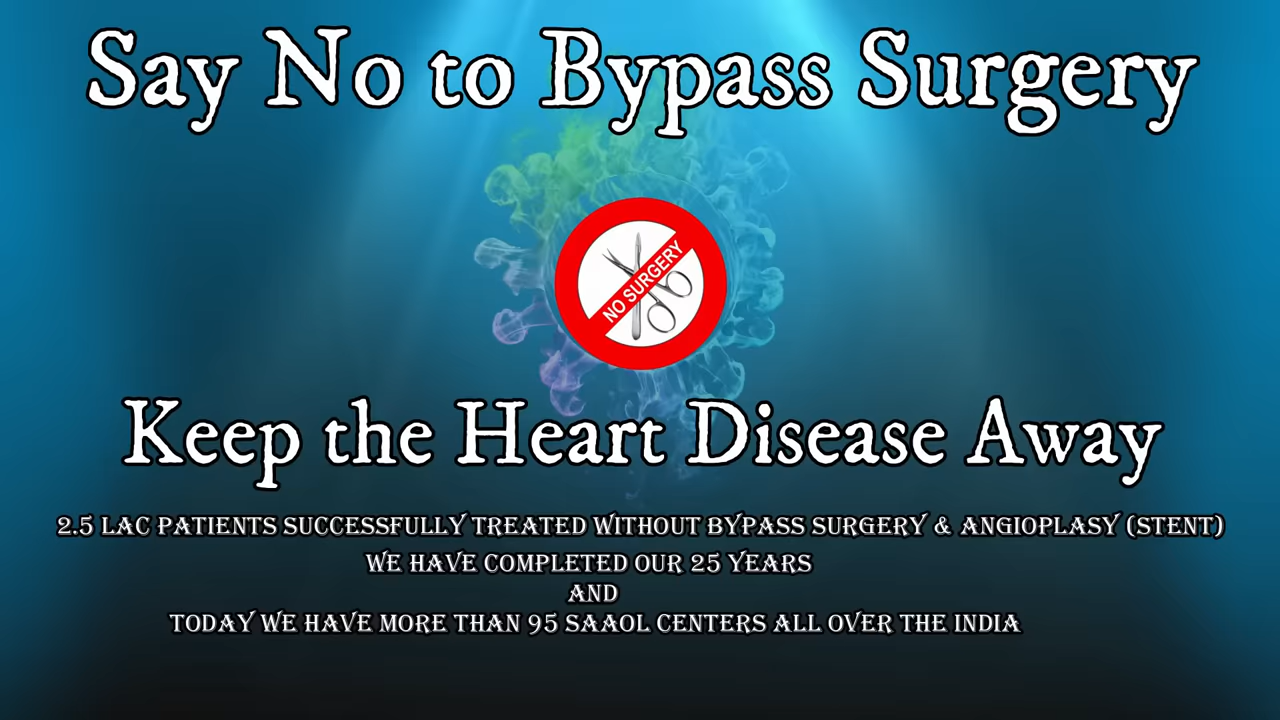 Say No to Bypass Surgery
NO SURGERY
Keep the Heart Disease Away
2.5 LAC PATIENTS SUCCESSFULLY TREATED WITHOUT BYPASS SURGERY & ANGIOPLASY (STENT)
WE HAVE COMPLETED OUR 25 YEARS
AND
TODAY WE HAVE MORE THAN 95 SAAOL CENTERS ALL OVER THE INDIA